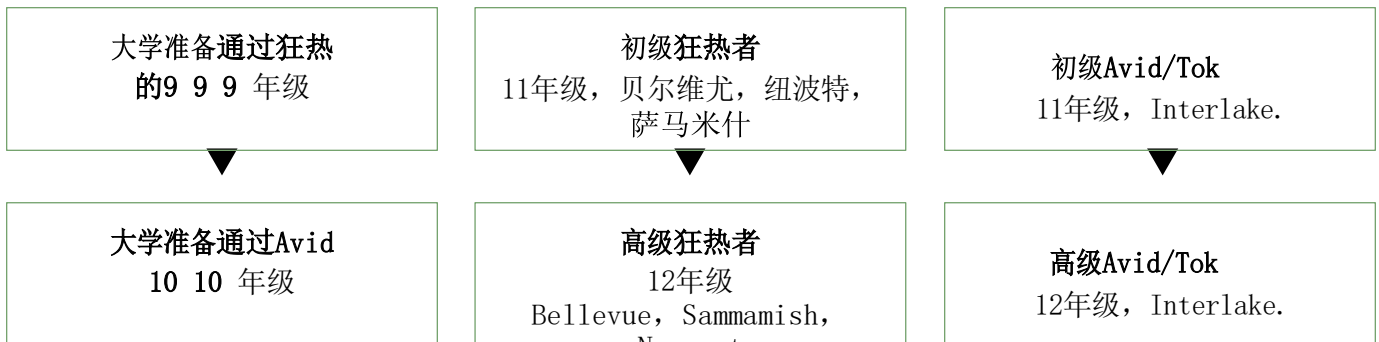 大学准备通过狂热
的9 9 9 年级
初级狂热者
11年级，贝尔维尤，纽波特，
萨马米什
初级Avid/Tok
11年级，Interlake.
大学准备通过Avid
10 10 年级
高级狂热者
12年级
Bellevue，Sammamish，
高级Avid/Tok
12年级，Interlake.